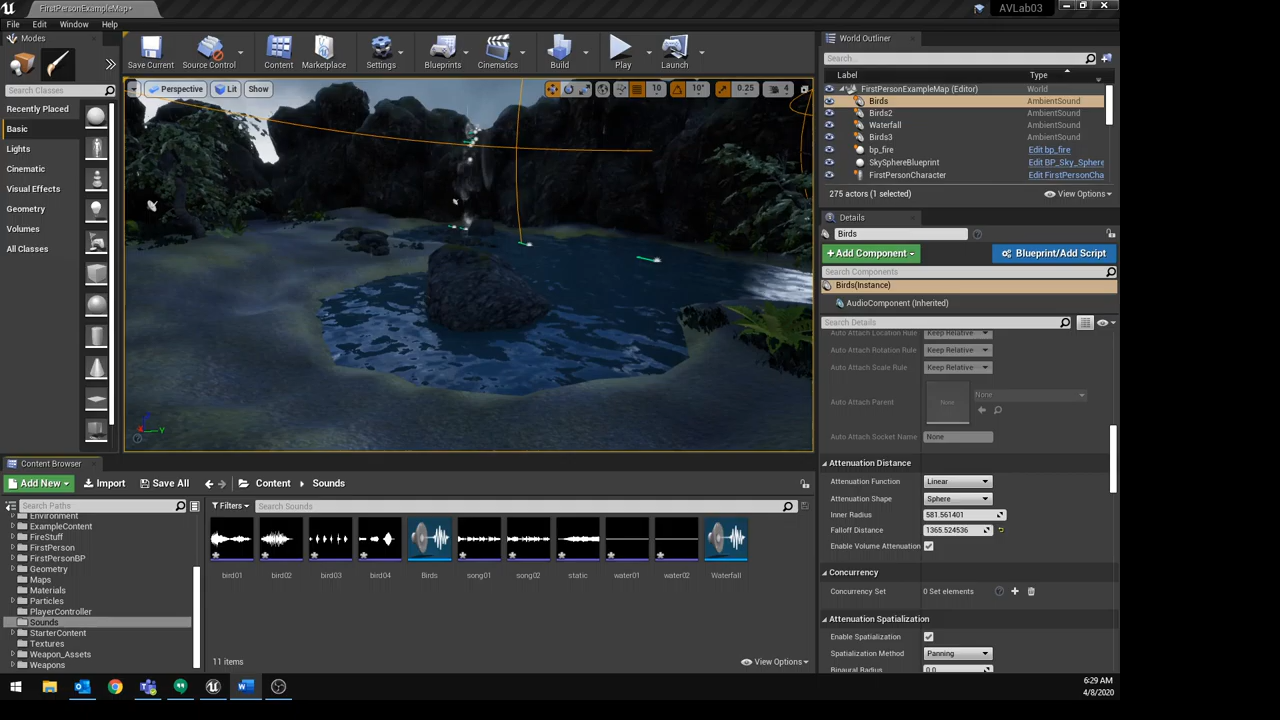 FirstPersonExampleMap*
AVLab03
File Edit Window Help
Modes
Search Classes
Recently Placed
Basic
Lights
Cinematic
Visual Effects
Geometry
Volumes
All Classes
Save Current
Source Control
Content
Marketplace
Settings
Blueprints
Cinematics
Build
Play
Launch
Perspective
Lit
Show
10
10°
0.25
4
World Outliner
Search...
Label Type
FirstPersonExampleMap (Editor) World
Birds AmbientSound
Birds2 AmbientSound
Waterfall AmbientSound
Birds3 AmbientSound
bp_fire Edit bp_fire
SkySphereBlueprint Edit BP_Sky_Sphere
FirstPersonCharacter Edit FirstPersonCha
275 actors (1 selected) View Options
Details
Birds
+Add Component Blueprint/Add Script
Search Components
Birds(Instance)
AudioComponent (Inherited)
Search Details
Auto Attach Location Rule Keep Relative
Auto Attach Rotation Rule Keep Relative
Auto Attach Scale Rule Keep Relative
Auto Attach Parent None None
Auto Attach Socket Name None
Attenuation Distance
Attenuation Function Linear
Attenuation Shape Sphere
Inner Radius 581.561401
Falloff Distance 1365.524536
Enable Volume Attenuation
Concurrency
Concurrency Set 0 Set elements
Attenuation Spatialization
Enable Spatialization
Spatialization Method Panning
Binaural Radius 0.0
Content Browser
Add New Import Save All Content Sounds
Search Paths
Filters Search Sounds
Environment
ExampleContent
FireStuff
FirstPerson
FirstPersonBP
Geometry
Maps
Materials
Particles
PlayerController
Sounds
StarterContent
Textures
Weapon_Assets
Weapons
bird01 bird02 bird03 bird04 Birds song01 song02 static water01 water02 Waterfall
11 items View Options
6:29 AM
4/8/2020